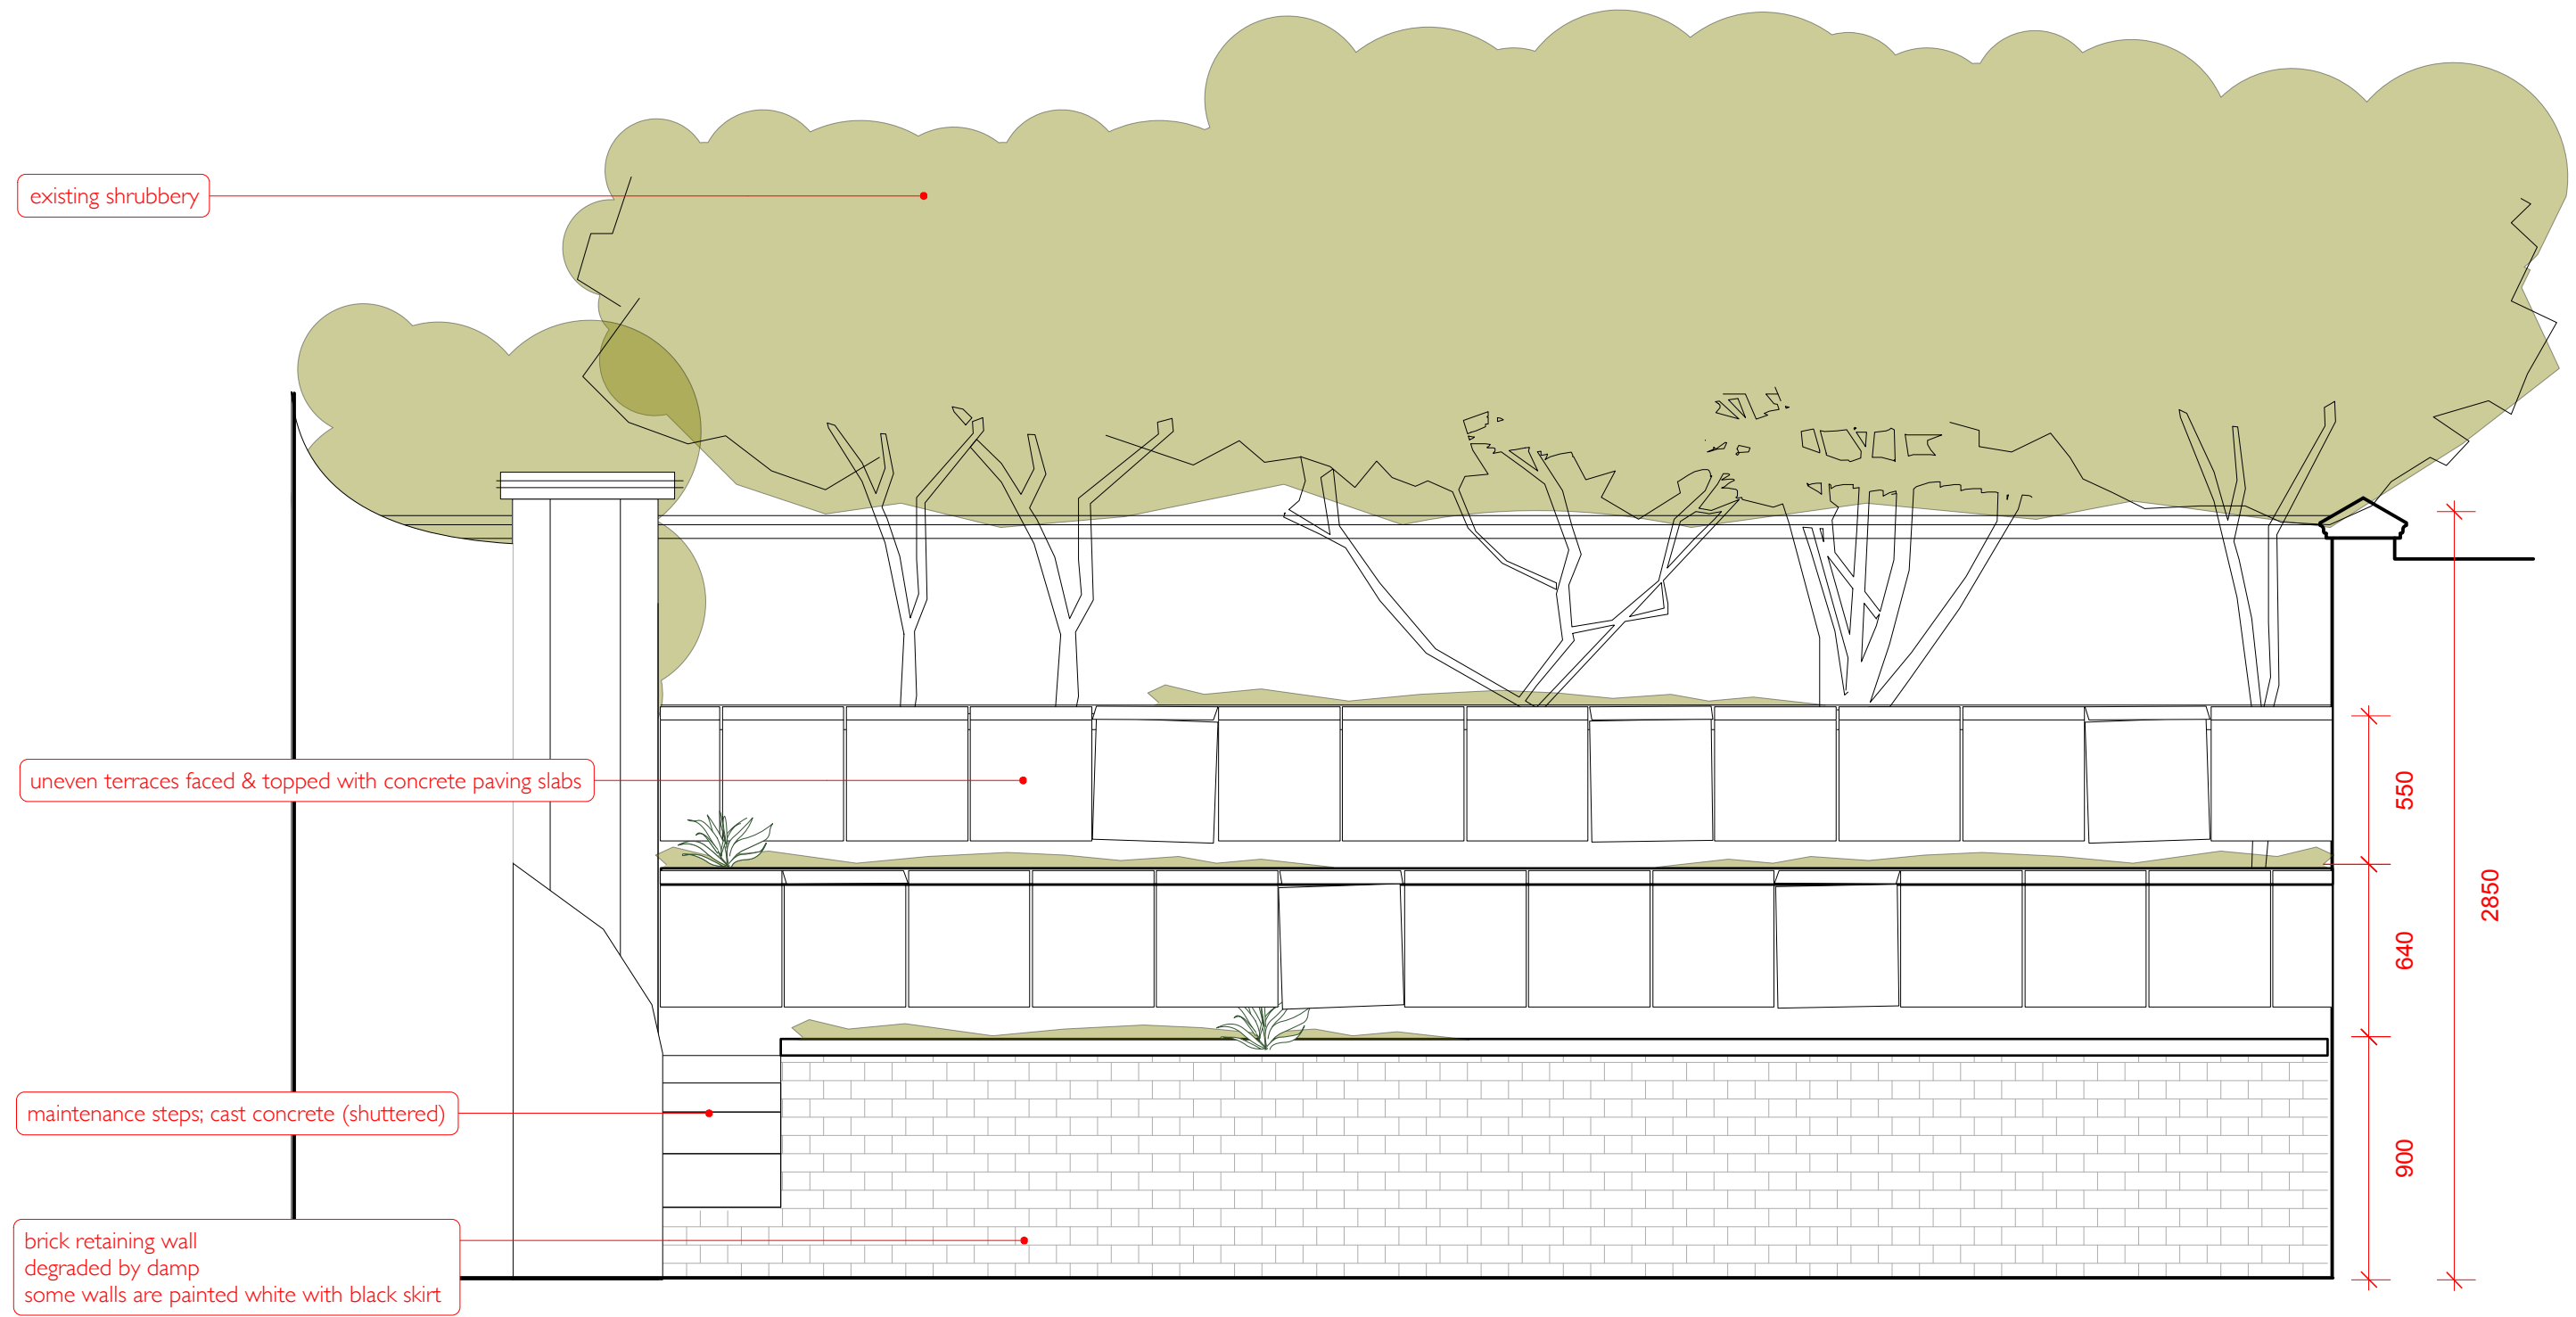 existing shrubbery
uneven terraces faced & topped with concrete paving slabs
maintenance steps; cast concrete (shuttered)
brick retaining wall
degraded by damp
some walls are painted white with black skirt
550
640
900
2850